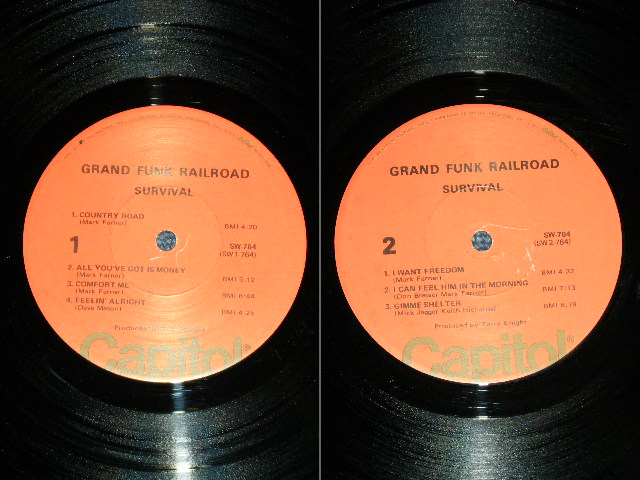 GRAND FUNK RAILROAD
SURVIVAL
1. COUNTRY ROAD
(Mark Farner)
BMI 4:20
1
SW-764
(SW1-764)
2. ALL YOU'VE GOT IS MONEY
(Mark Farner)
BMI 5:12
3. COMFORT ME
(Mark Farner)
BMI 6:44
4. FEELIN' ALRIGHT
(Dave Mason)
BMI 4:25
Produced Knight
Capitol®
GRAND FUNK RAILROAD
SURVIVAL
2
SW-764
(SW2-764)
1. I WANT FREEDOM
(Mark Farner)
BMI
2. I CAN FEEL HIM IN THE MORNING
(Don Brewer-Mark Farner)
BMI 7:13
3. GIMME SHELTER
(Mick Jagger-Keith Richards)
BMI
Produced by Terry Knight
Capitol®